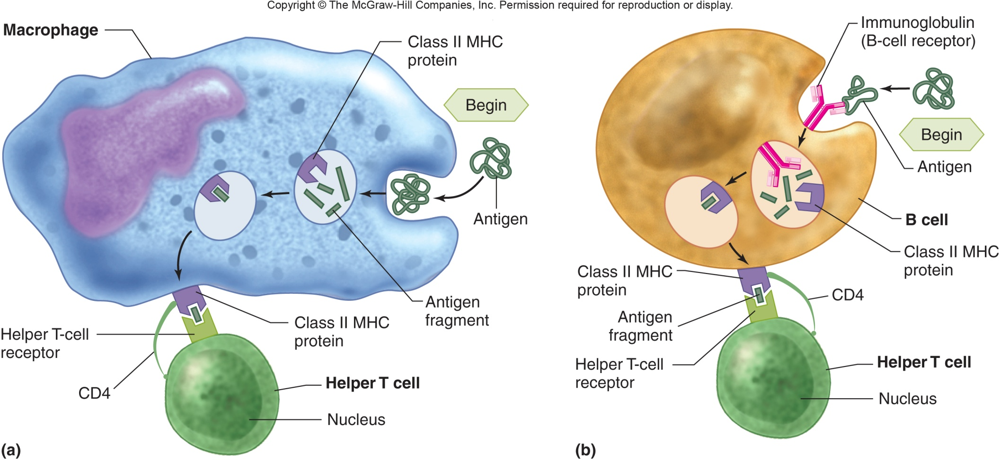 Copyright © The McGraw-Hill Companies, Inc. Permission required for reproduction or display.
Macrophage
Class II MHC
protein
Begin
Antigen
Antigen
fragment
Class II MHC
protein
Helper T-cell
receptor
CD4
Helper T cell
Nucleus
(a)
Immunoglobulin
(B-cell receptor)
Begin
Antigen
B cell
Class II MHC
protein
Class II MHC
protein
CD4
Antigen
fragment
Helper T-cell
receptor
Helper T cell
Nucleus
(b)